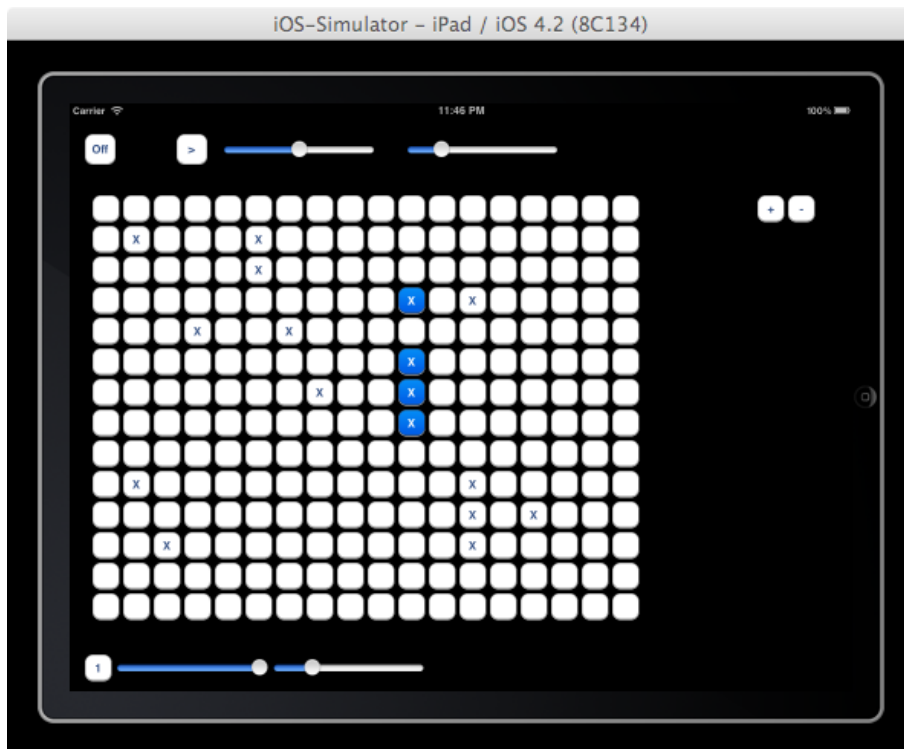 iOS-Simulator – iPad / iOS 4.2 (8C134)
Carrier 11:46 PM 100%
Off >
+ -
X X
X
X X
X X
X
X X
X
X X
X X
X X
1